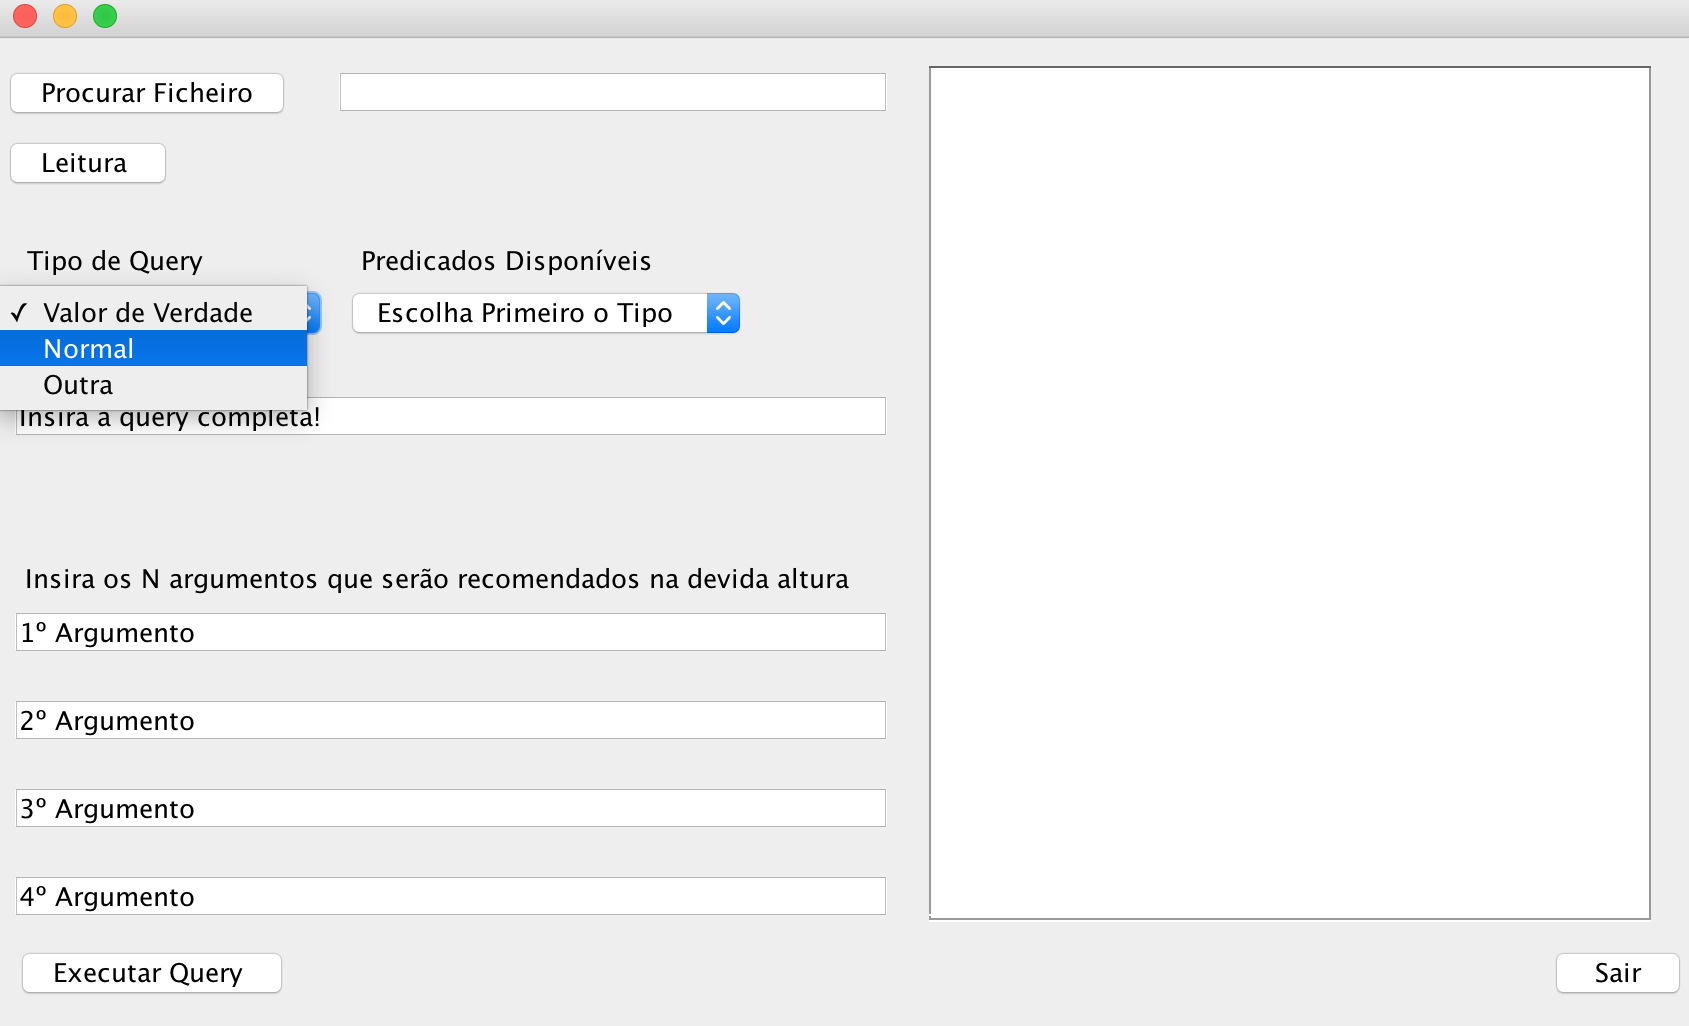 Procurar Ficheiro
Leitura
Tipo de Query
Predicados Disponíveis
✓ Valor de Verdade
Escolha Primeiro o Tipo
Normal
Outra
Insira a query completa!
Insira os N argumentos que serão recomendados na devida altura
1º Argumento
2º Argumento
3º Argumento
4º Argumento
Executar Query
Sair